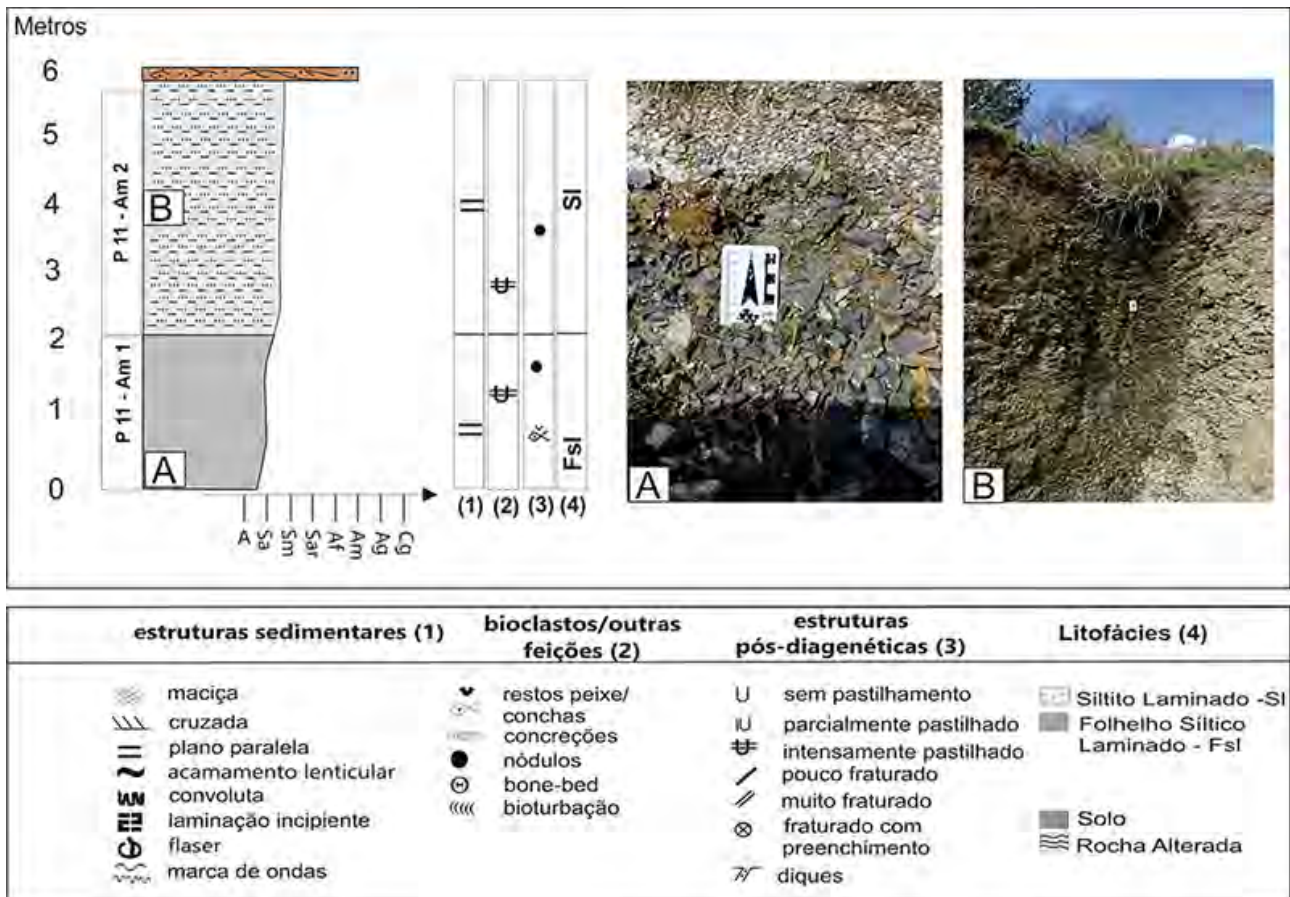 Metros
6
5
4
3
2
1
0
P 11 - Am 2
P 11 - Am 1
B
A
A
Sa
Sm
Sar
Af
Am
Ag
Cg
Sl
Fsl
(1) (2) (3) (4)
A
B
estruturas sedimentares (1)
maciça
cruzada
plano paralela
acamamento lenticular
convoluta
laminação incipiente
flaser
marca de ondas
bioclastos/outras
feições (2)
restos peixe/
conchas
concreções
nódulos
bone-bed
bioturbação
estruturas
pós-diagenéticas (3)
sem pastilhamento
parcialmente pastilhado
intensamente pastilhado
pouco fraturado
muito fraturado
fraturado com
preenchimento
diques
Litofácies (4)
Siltito Laminado -Sl
Folhelho Síltico
Laminado - Fsl
Solo
Rocha Alterada